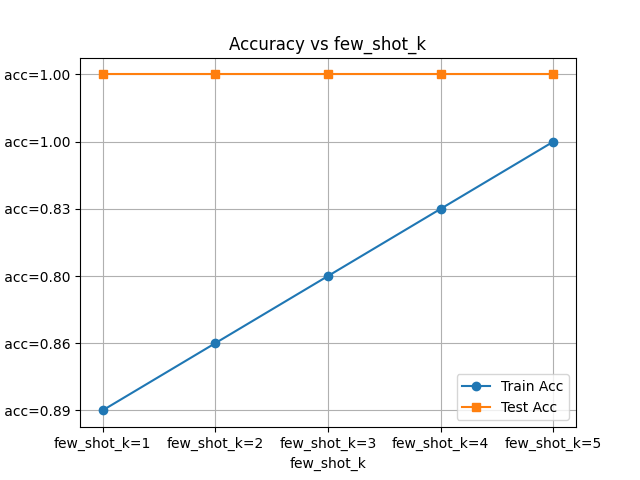 Accuracy vs few_shot_k
acc=1.00
acc=1.00
acc=0.83
acc=0.80
acc=0.86
acc=0.89
Train Acc
Test Acc
few_shot_k=1
few_shot_k=2
few_shot_k=3
few_shot_k=4
few_shot_k=5
few_shot_k